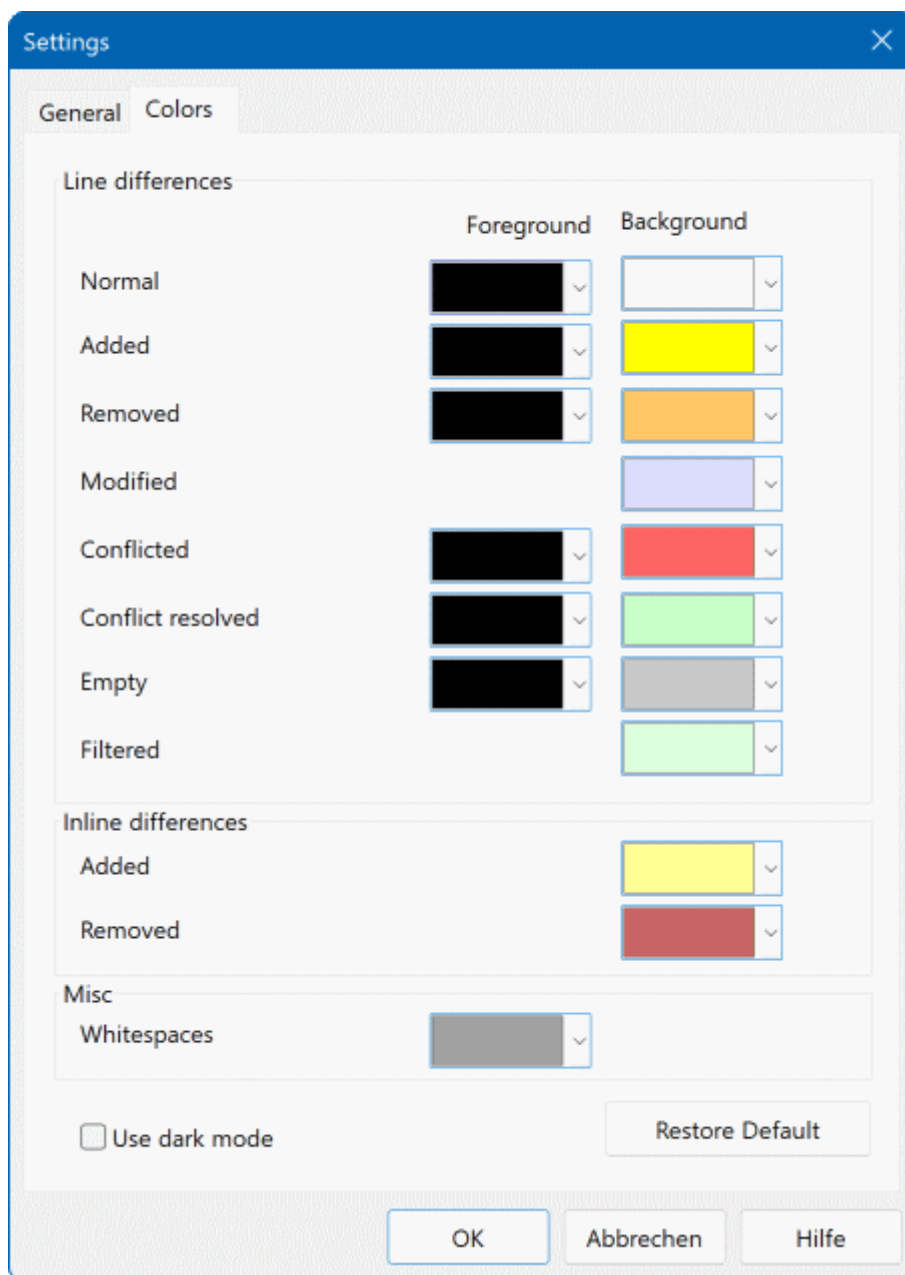 Settings
General Colors
Line differences
Foreground Background
Normal
Added
Removed
Modified
Conflicted
Conflict resolved
Empty
Filtered
Inline differences
Added
Removed
Misc
Whitespaces
Use dark mode Restore Default
OK Abbrechen Hilfe